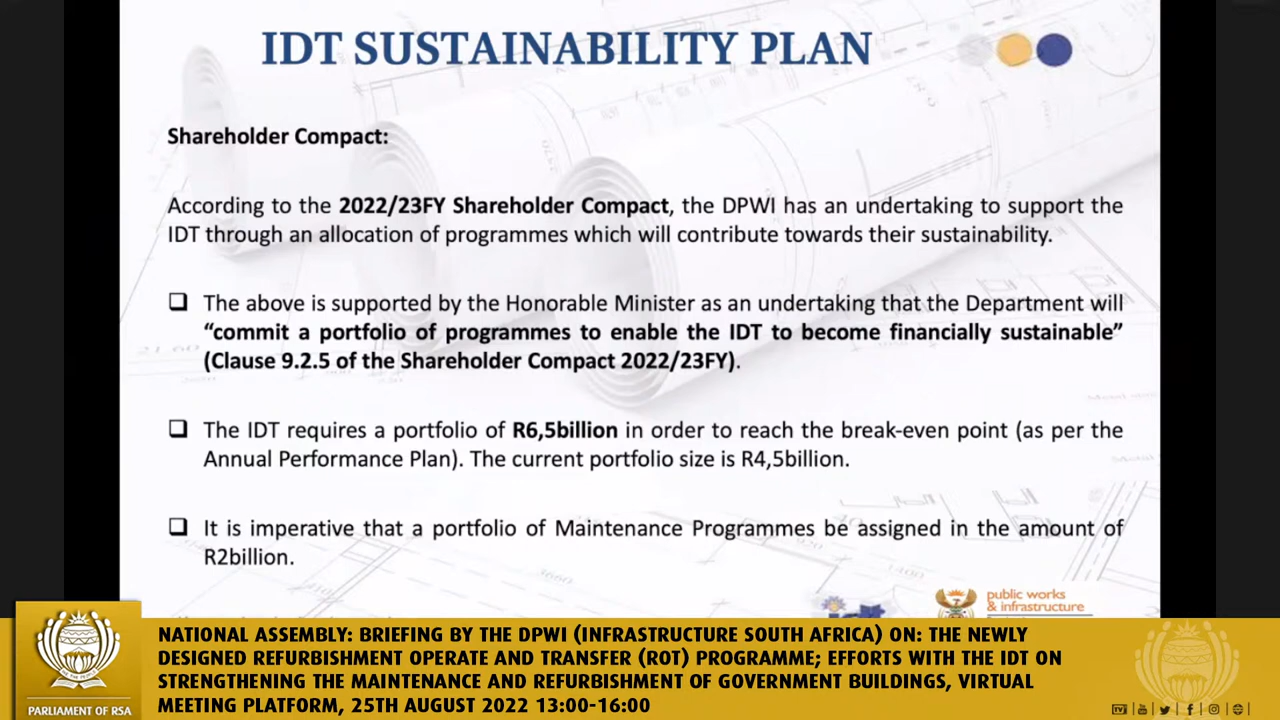 IDT SUSTAINABILITY PLAN
Shareholder Compact:
According to the 2022/23FY Shareholder Compact, the DPWI has an undertaking to support the
IDT through an allocation of programmes which will contribute towards their sustainability.
❑ The above is supported by the Honorable Minister as an undertaking that the Department will
“commit a portfolio of programmes to enable the IDT to become financially sustainable”
(Clause 9.2.5 of the Shareholder Compact 2022/23FY).
❑ The IDT requires a portfolio of R6,5billion in order to reach the break-even point (as per the
Annual Performance Plan). The current portfolio size is R4,5billion.
❑ It is imperative that a portfolio of Maintenance Programmes be assigned in the amount of
R2billion.
public works
& infrastructure
NATIONAL ASSEMBLY: BRIEFING BY THE DPWI (INFRASTRUCTURE SOUTH AFRICA) ON: THE NEWLY
DESIGNED REFURBISHMENT OPERATE AND TRANSFER (ROT) PROGRAMME; EFFORTS WITH THE IDT ON
STRENGTHENING THE MAINTENANCE AND REFURBISHMENT OF GOVERNMENT BUILDINGS, VIRTUAL
MEETING PLATFORM, 25TH AUGUST 2022 13:00-16:00
PARLIAMENT OF RSA